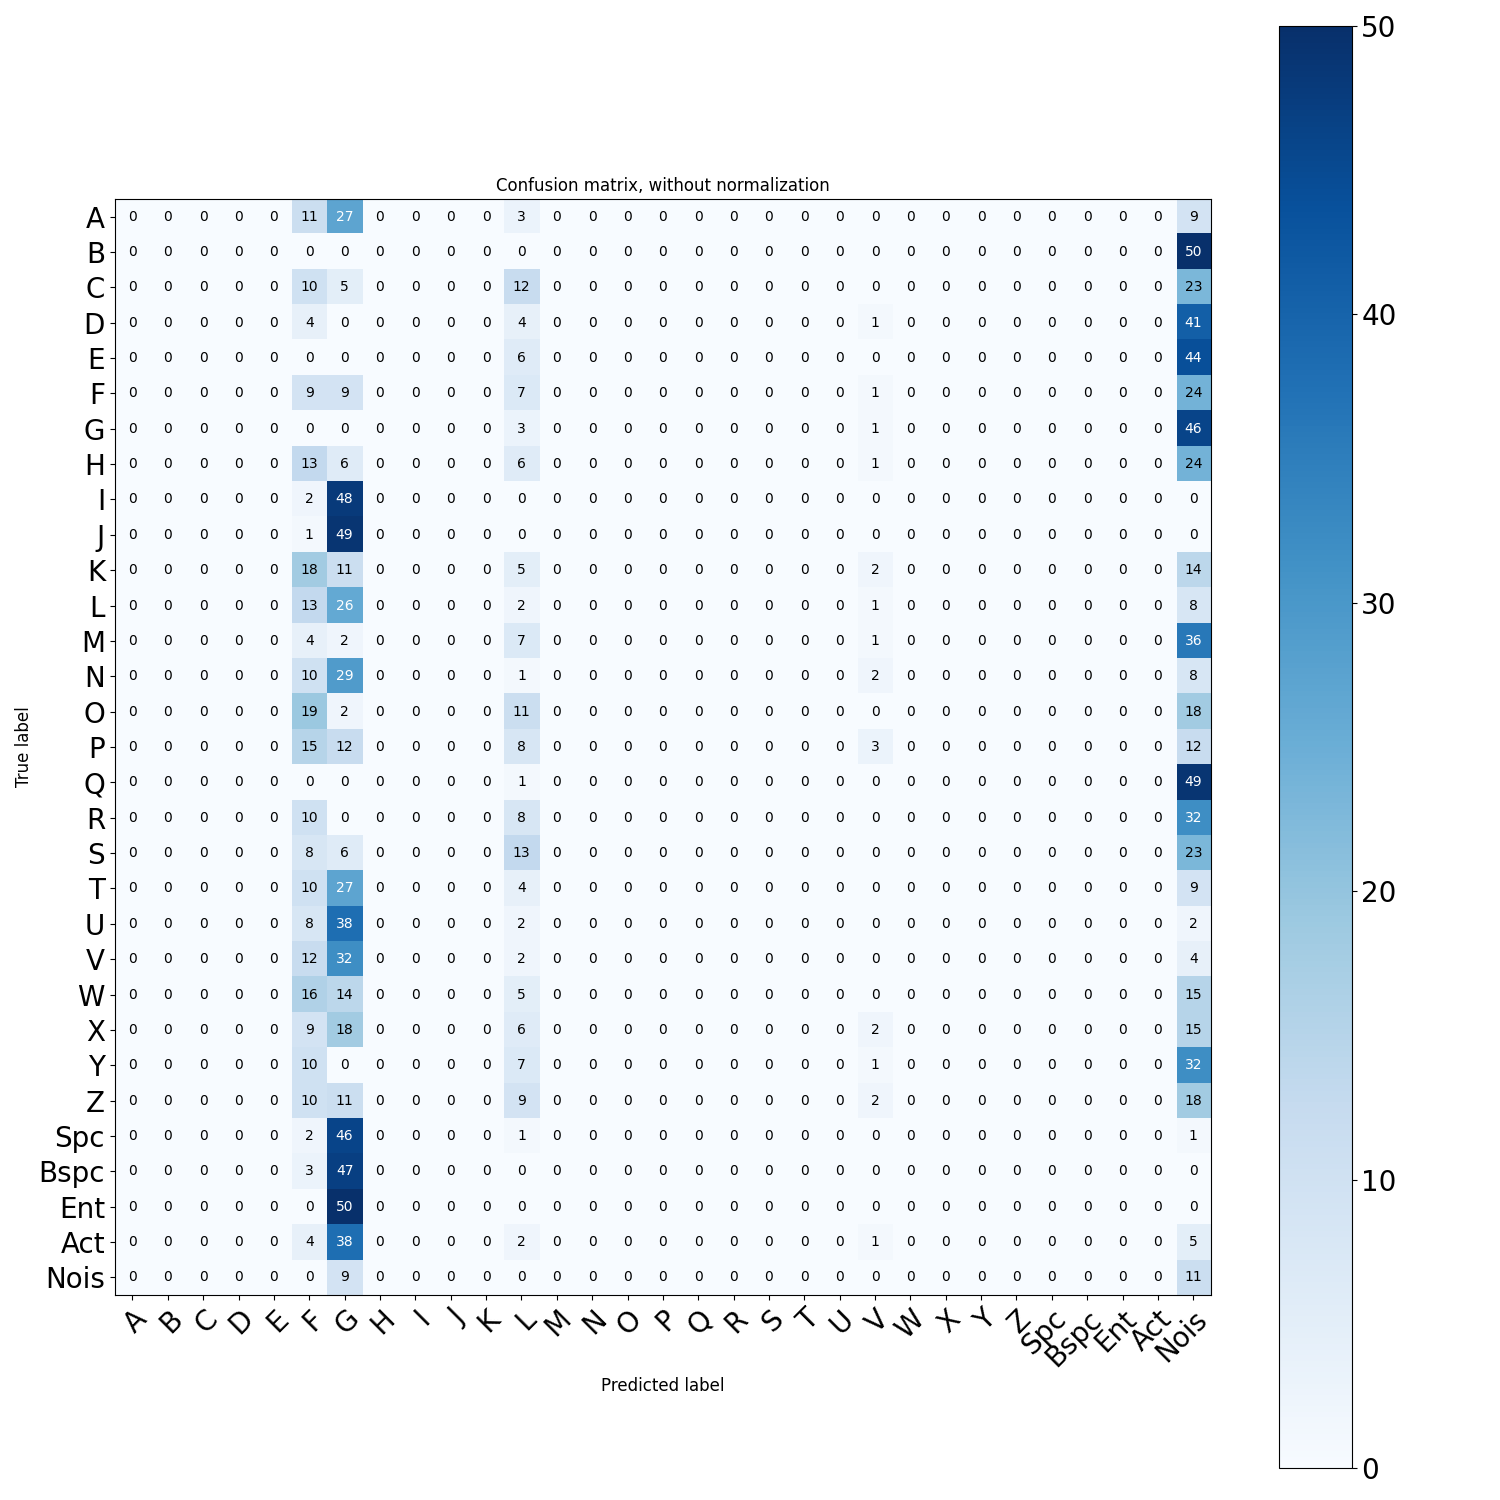 Confusion matrix, without normalization
A 0 0 0 0 0 11 27 0 0 0 0 3 0 0 0 0 0 0 0 0 0 0 0 0 0 0 0 0 0 0 9
B 0 0 0 0 0 0 0 0 0 0 0 0 0 0 0 0 0 0 0 0 0 0 0 0 0 0 0 0 0 0 50
C 0 0 0 0 0 10 5 0 0 0 0 12 0 0 0 0 0 0 0 0 0 0 0 0 0 0 0 0 0 0 23
D 0 0 0 0 0 4 0 0 0 0 0 4 0 0 0 0 0 0 0 0 0 1 0 0 0 0 0 0 0 0 41
E 0 0 0 0 0 0 0 0 0 0 0 6 0 0 0 0 0 0 0 0 0 0 0 0 0 0 0 0 0 0 44
F 0 0 0 0 0 9 9 0 0 0 0 7 0 0 0 0 0 0 0 0 0 1 0 0 0 0 0 0 0 0 24
G 0 0 0 0 0 0 0 0 0 0 0 3 0 0 0 0 0 0 0 0 0 1 0 0 0 0 0 0 0 0 46
H 0 0 0 0 0 13 6 0 0 0 0 6 0 0 0 0 0 0 0 0 0 1 0 0 0 0 0 0 0 0 24
I 0 0 0 0 0 2 48 0 0 0 0 0 0 0 0 0 0 0 0 0 0 0 0 0 0 0 0 0 0 0 0
J 0 0 0 0 0 1 49 0 0 0 0 0 0 0 0 0 0 0 0 0 0 0 0 0 0 0 0 0 0 0 0
K 0 0 0 0 0 18 11 0 0 0 0 5 0 0 0 0 0 0 0 0 0 2 0 0 0 0 0 0 0 0 14
L 0 0 0 0 0 13 26 0 0 0 0 2 0 0 0 0 0 0 0 0 0 1 0 0 0 0 0 0 0 0 8
M 0 0 0 0 0 4 2 0 0 0 0 7 0 0 0 0 0 0 0 0 0 1 0 0 0 0 0 0 0 0 36
N 0 0 0 0 0 10 29 0 0 0 0 1 0 0 0 0 0 0 0 0 0 2 0 0 0 0 0 0 0 0 8
O 0 0 0 0 0 19 2 0 0 0 0 11 0 0 0 0 0 0 0 0 0 0 0 0 0 0 0 0 0 0 18
P 0 0 0 0 0 15 12 0 0 0 0 8 0 0 0 0 0 0 0 0 0 3 0 0 0 0 0 0 0 0 12
Q 0 0 0 0 0 0 0 0 0 0 0 1 0 0 0 0 0 0 0 0 0 0 0 0 0 0 0 0 0 0 49
R 0 0 0 0 0 10 0 0 0 0 0 8 0 0 0 0 0 0 0 0 0 0 0 0 0 0 0 0 0 0 32
S 0 0 0 0 0 8 6 0 0 0 0 13 0 0 0 0 0 0 0 0 0 0 0 0 0 0 0 0 0 0 23
T 0 0 0 0 0 10 27 0 0 0 0 4 0 0 0 0 0 0 0 0 0 0 0 0 0 0 0 0 0 0 9
U 0 0 0 0 0 8 38 0 0 0 0 2 0 0 0 0 0 0 0 0 0 0 0 0 0 0 0 0 0 0 2
V 0 0 0 0 0 12 32 0 0 0 0 2 0 0 0 0 0 0 0 0 0 0 0 0 0 0 0 0 0 0 4
W 0 0 0 0 0 16 14 0 0 0 0 5 0 0 0 0 0 0 0 0 0 0 0 0 0 0 0 0 0 0 15
X 0 0 0 0 0 9 18 0 0 0 0 6 0 0 0 0 0 0 0 0 0 2 0 0 0 0 0 0 0 0 15
Y 0 0 0 0 0 10 0 0 0 0 0 7 0 0 0 0 0 0 0 0 0 1 0 0 0 0 0 0 0 0 32
Z 0 0 0 0 0 10 11 0 0 0 0 9 0 0 0 0 0 0 0 0 0 2 0 0 0 0 0 0 0 0 18
Spc 0 0 0 0 0 2 46 0 0 0 0 1 0 0 0 0 0 0 0 0 0 0 0 0 0 0 0 0 0 0 1
Bspc 0 0 0 0 0 3 47 0 0 0 0 0 0 0 0 0 0 0 0 0 0 0 0 0 0 0 0 0 0 0 0
Ent 0 0 0 0 0 0 50 0 0 0 0 0 0 0 0 0 0 0 0 0 0 0 0 0 0 0 0 0 0 0 0
Act 0 0 0 0 0 4 38 0 0 0 0 2 0 0 0 0 0 0 0 0 0 1 0 0 0 0 0 0 0 0 5
Nois 0 0 0 0 0 0 9 0 0 0 0 0 0 0 0 0 0 0 0 0 0 0 0 0 0 0 0 0 0 0 11
A B C D E F G H I J K L M N O P Q R S T U V W X Y Z Spc Bspc Ent Act Nois
Predicted label
True label
50
40
30
20
10
0